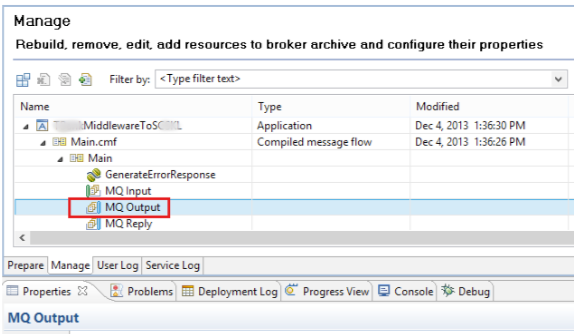 Manage
Rebuild, remove, edit, add resources to broker archive and configure their properties
Filter by: <Type filter text>
Name Type Modified
MiddlewareToS Application Dec 4, 2013 1:36:30 PM
Main.cmf Compiled message flow Dec 4, 2013 1:36:26 PM
Main
GenerateErrorResponse
MQ Input
MQ Output
MQ Reply
Prepare Manage User Log Service Log
Properties Problems Deployment Log Progress View Console Debug
MQ Output